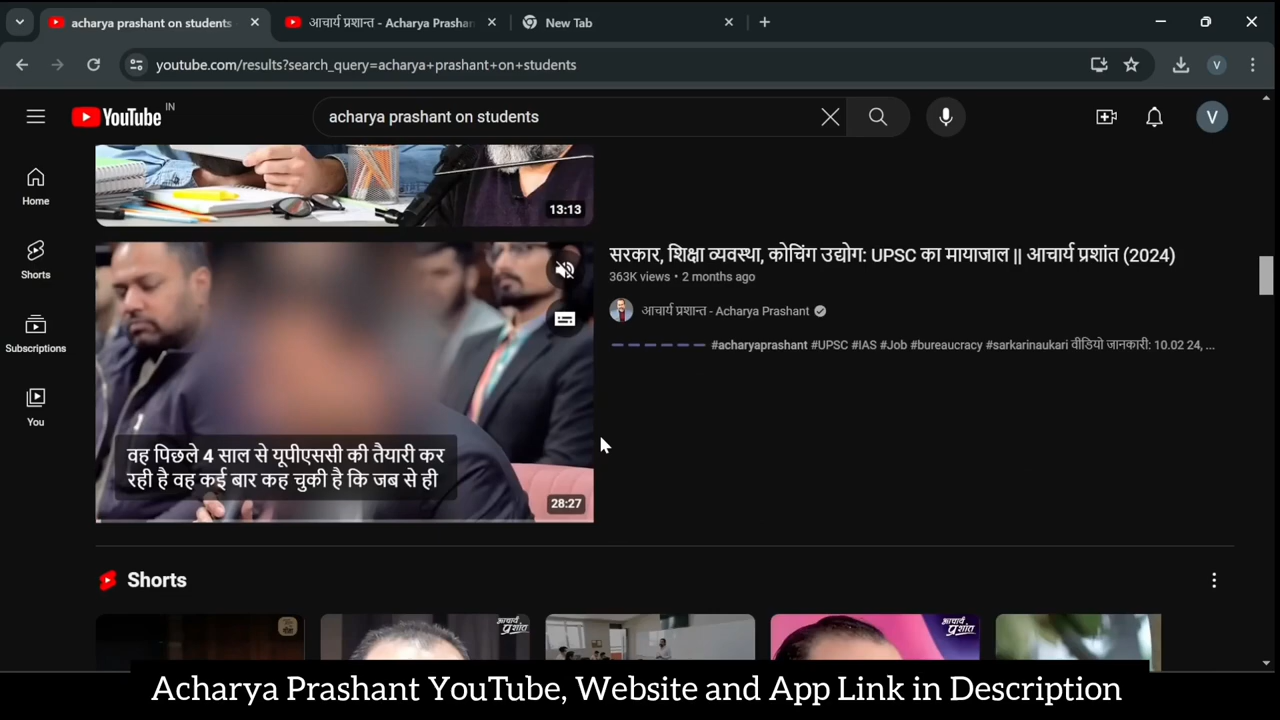 acharya prashant on students
आचार्य प्रशान्त - Acharya Prashan
New Tab
youtube.com/results?search_query=acharya+prashant+on+students
V
YouTube IN
acharya prashant on students
V
Home
Shorts
Subscriptions
You
13:13
सरकार, शिक्षा व्यवस्था, कोचिंग उद्योग: UPSC का मायाजाल || आचार्य प्रशांत (2024)
363K views • 2 months ago
आचार्य प्रशान्त - Acharya Prashant
#acharyaprashant #UPSC #IAS #Job #bureaucracy #sarkarinaukari वीडियो जानकारी: 10.02 24, ...
वह पिछले 4 साल से यूपीएससी की तैयारी कर
रही है वह कई बार कह चुकी है कि जब से ही
28:27
Shorts
आचार्य
प्रशांत
आचार्य
प्रशांत
Acharya Prashant YouTube, Website and App Link in Description